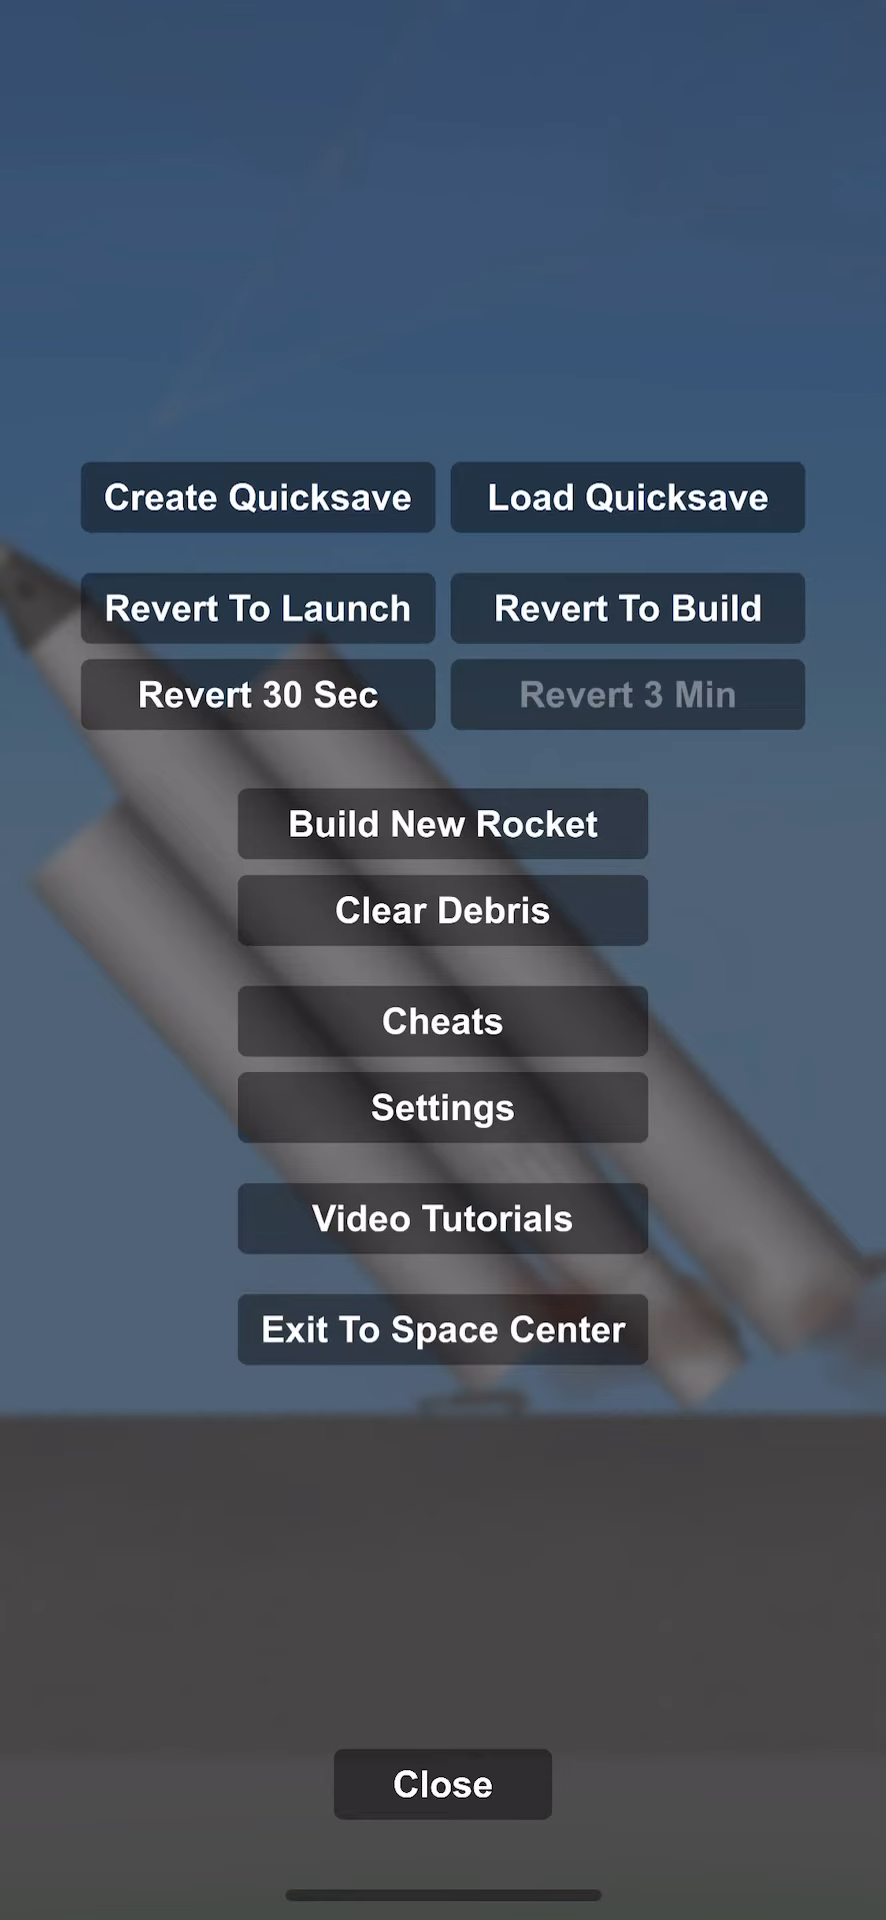 Create Quicksave
Load Quicksave
Revert To Launch
Revert To Build
Revert 30 Sec
Revert 3 Min
Build New Rocket
Clear Debris
Cheats
Settings
Video Tutorials
Exit To Space Center
Close